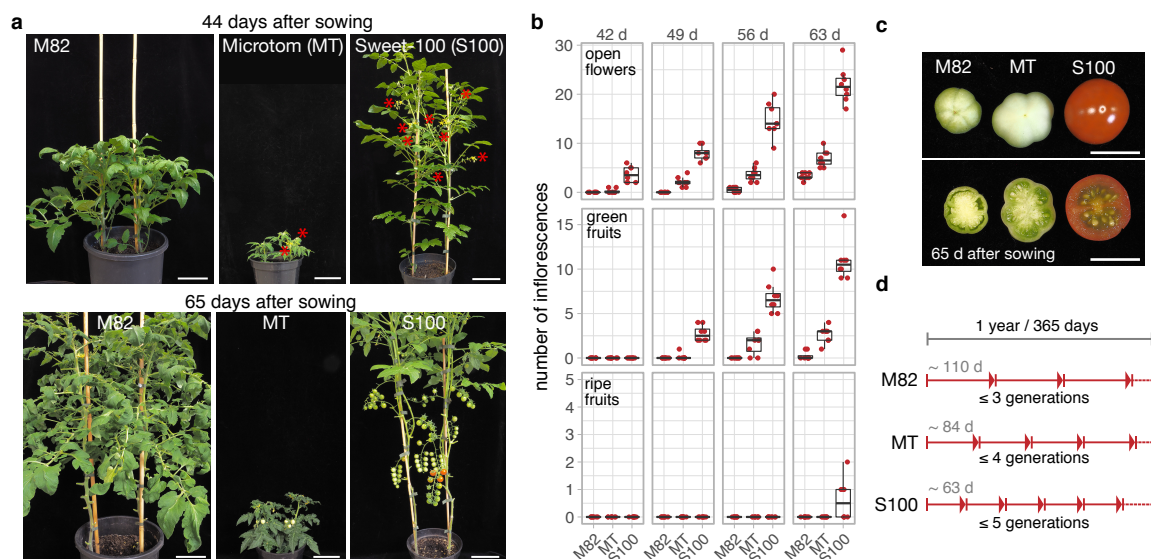 a
44 days after sowing
M82
Microtom (MT)
Sweet-100 (S100)
65 days after sowing
M82
MT
S100
b
42 d
49 d
56 d
63 d
number of inflorescences
open
flowers
30
20
10
0
green
fruits
15
10
5
0
ripe
fruits
5
4
3
2
1
0
M82
MT
S100
M82
MT
S100
M82
MT
S100
M82
MT
S100
c
M82
MT
S100
65 d after sowing
d
1 year / 365 days
M82
~ 110 d
≤ 3 generations
MT
~ 84 d
≤ 4 generations
S100
~ 63 d
≤ 5 generations